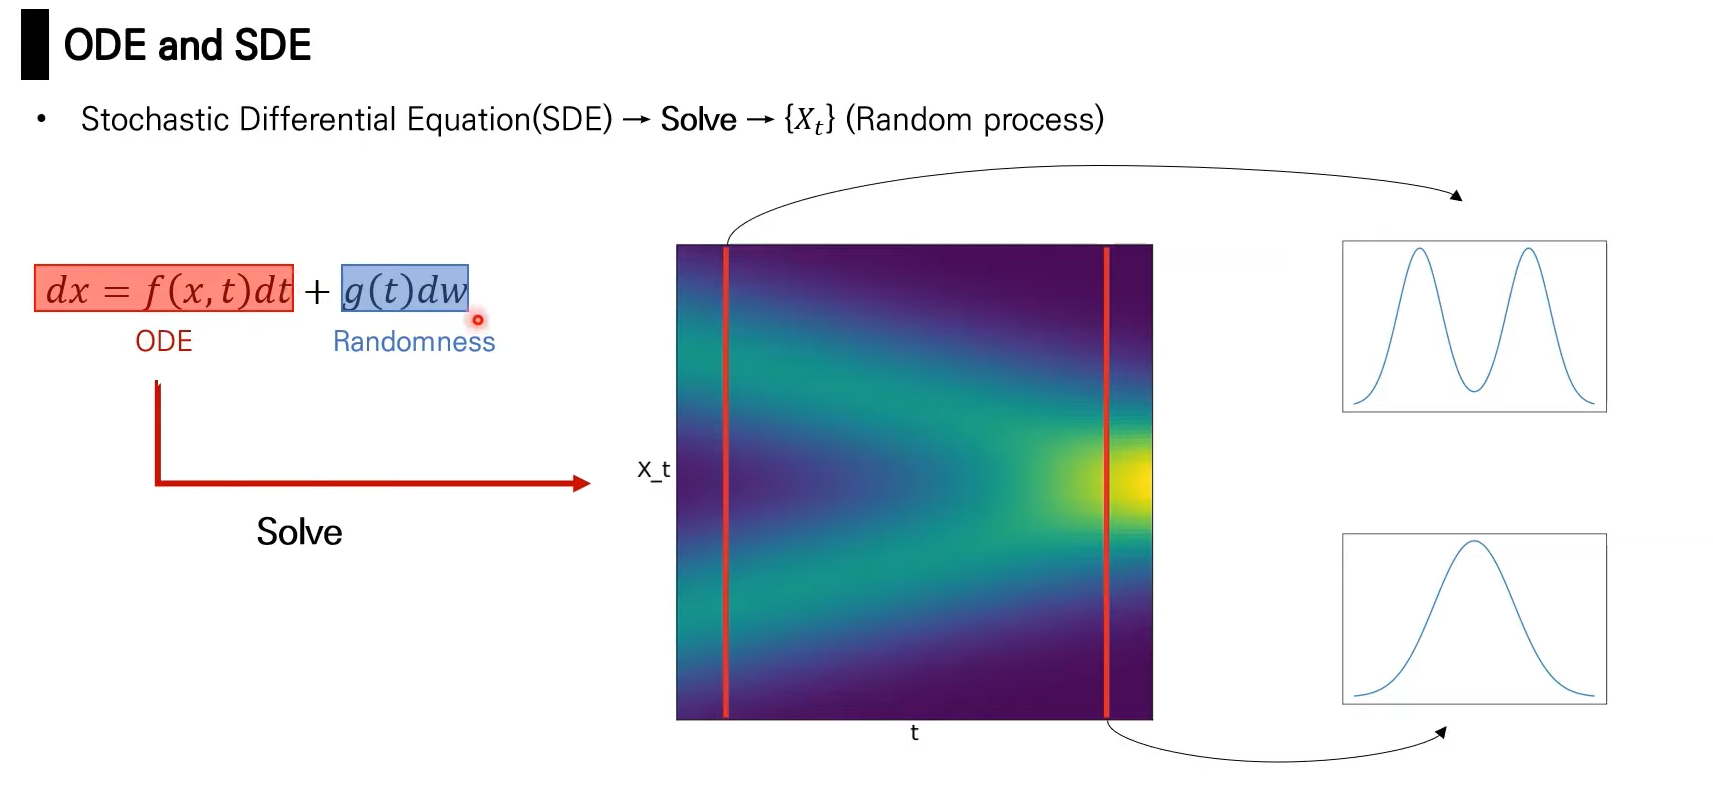 ODE and SDE
• Stochastic Differential Equation(SDE) → Solve → {X_t} (Random process)
dx = f(x,t)dt + g(t)dw
ODE
Randomness
Solve
X_t
t